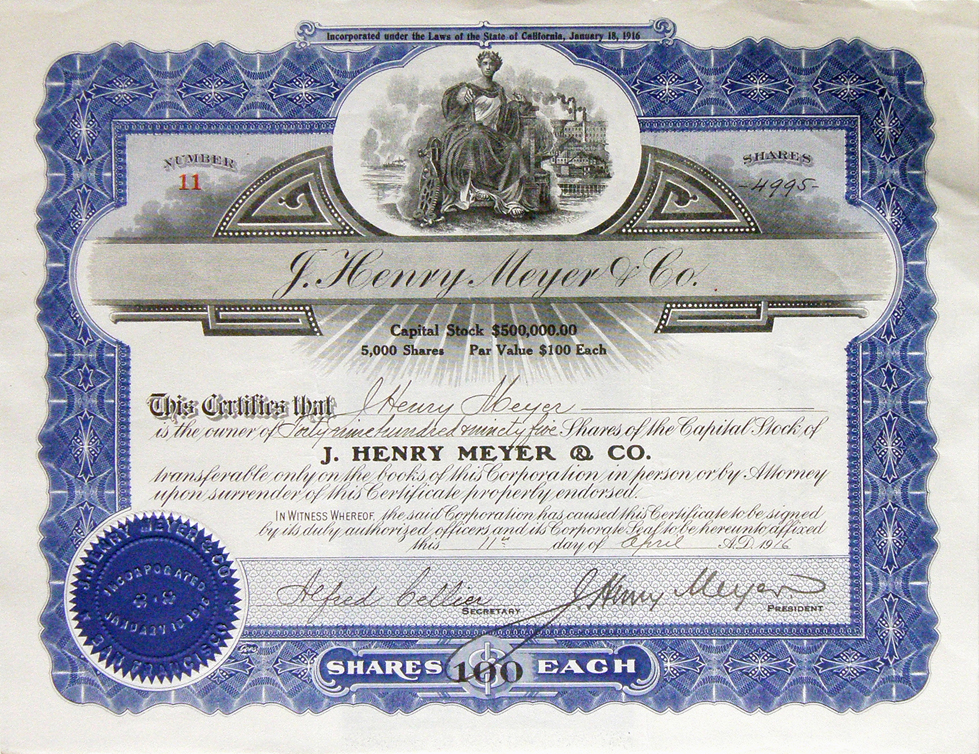 Incorporated under the Laws of the State of California, January 18, 1916
NUMBER
11
SHARES
-4995-
J. Henry Meyer & Co.
Capital Stock $500,000.00
5,000 Shares Par Value $100 Each
This Certifies that J Henry Meyer
is the owner of Forty nine hundred & ninety five Shares of the Capital Stock of
J. HENRY MEYER & CO.
transferable only on the books of this Corporation in person or by Attorney
upon surrender of this Certificate properly endorsed.
IN WITNESS WHEREOF, the said Corporation has caused this Certificate to be signed
by its duly authorized officers and its Corporate Seal to be hereunto affixed
this day of April A.D. 1916
Alfred Cellier
SECRETARY
J Henry Meyer
PRESIDENT
J. HENRY MEYER & CO.
INCORPORATED
JANUARY 18 1916
SAN FRANCISCO
SHARES 100 EACH